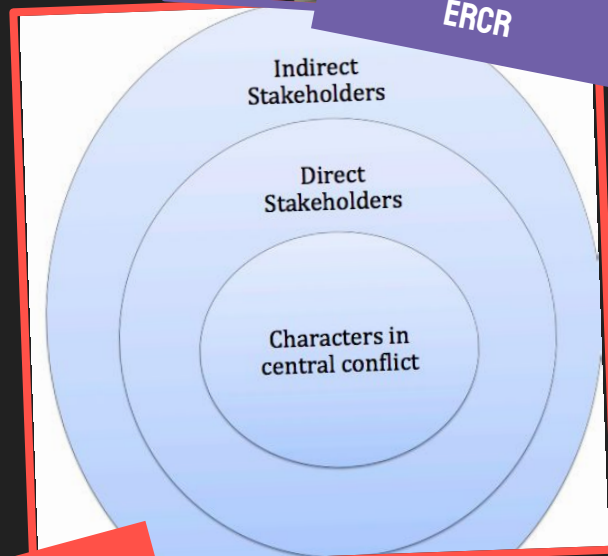 ERCR
Indirect
Stakeholders
Direct
Stakeholders
Characters in
central conflict